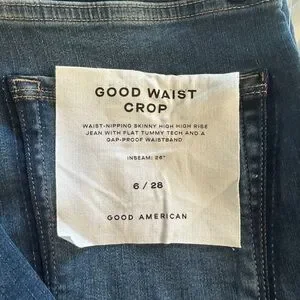 GOOD WAIST
CROP
WAIST-NIPPING SKINNY HIGH HIGH RISE
JEAN WITH FLAT TUMMY TECH AND A
GAP-PROOF WAISTBAND
INSEAM: 26"
6 / 28
GOOD AMERICAN